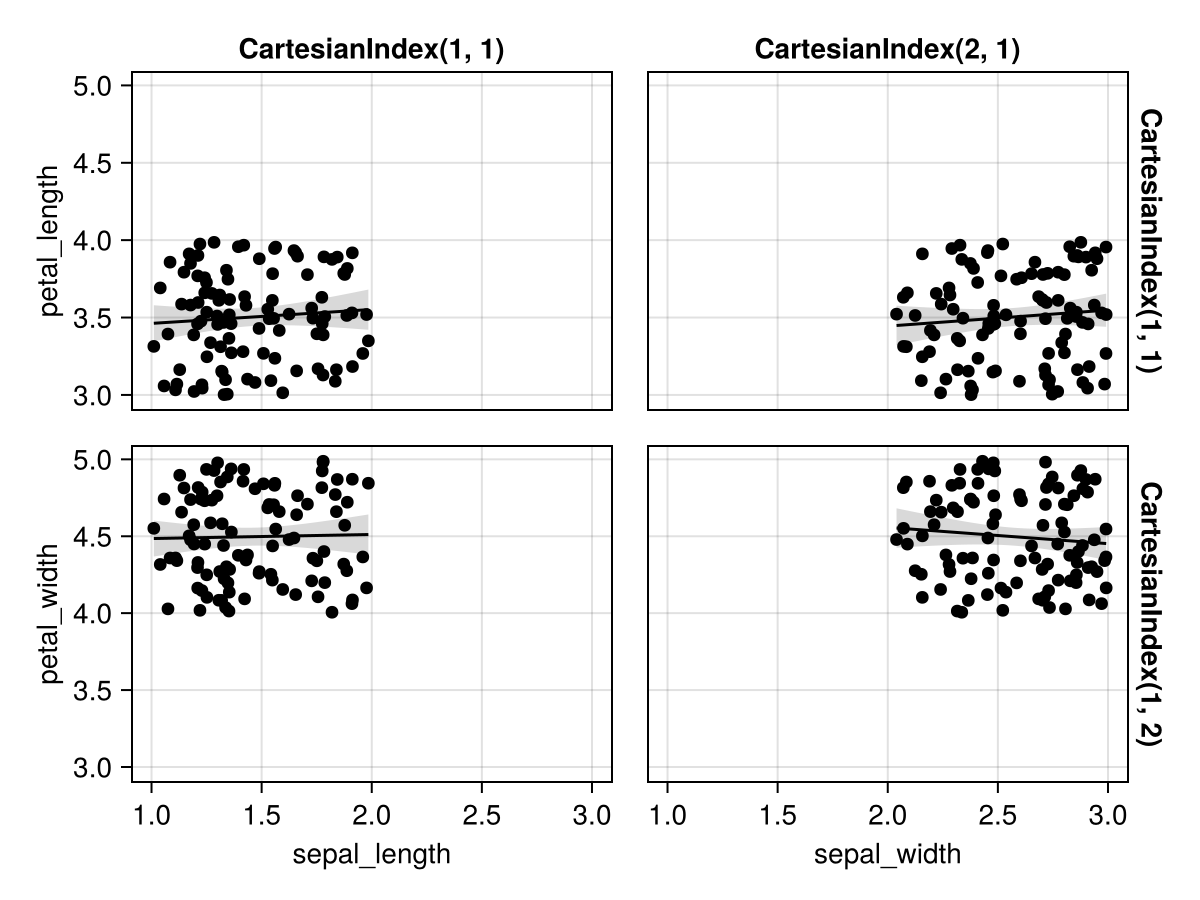 CartesianIndex(1, 1)
CartesianIndex(2, 1)
5.0
4.5
4.0
3.5
3.0
petal_length
CartesianIndex(1, 1)
5.0
4.5
4.0
3.5
3.0
petal_width
CartesianIndex(1, 2)
1.0 1.5 2.0 2.5 3.0
1.0 1.5 2.0 2.5 3.0
sepal_length
sepal_width